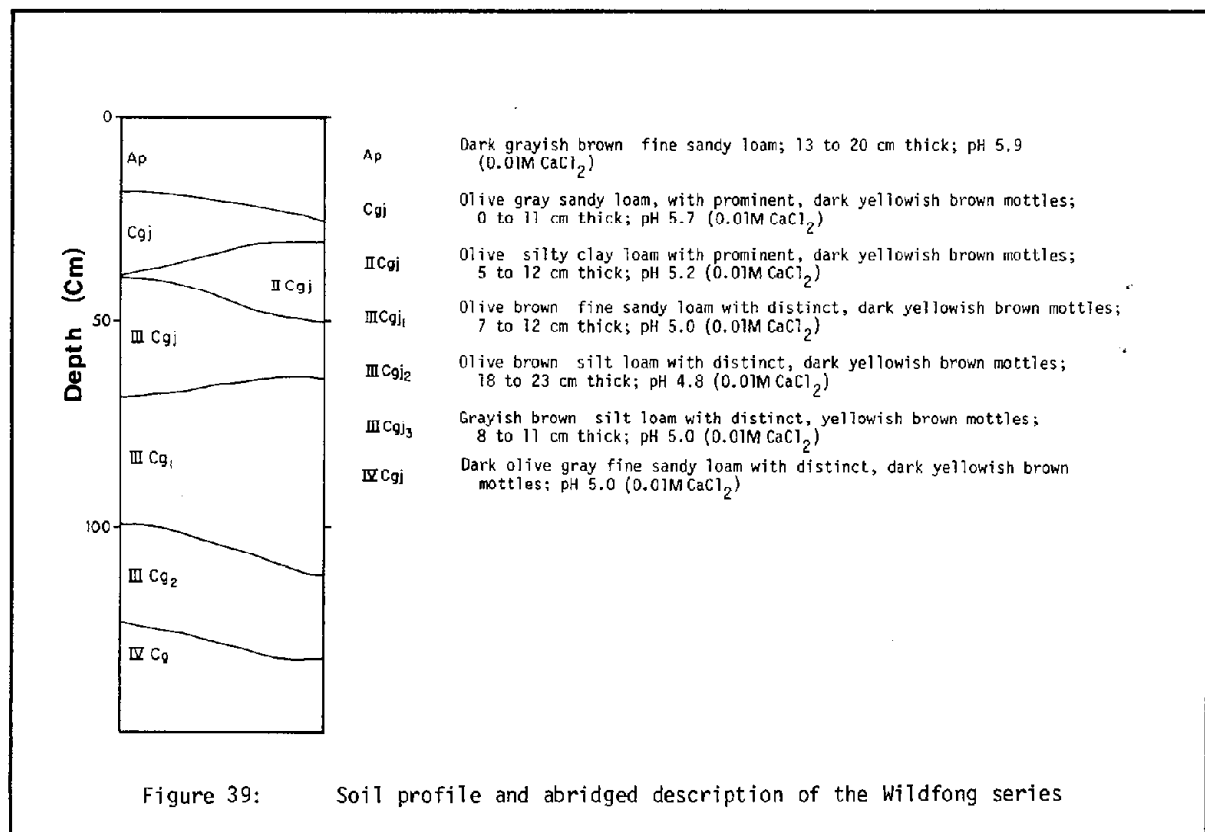 0
50
100
Depth (Cm)
Ap
Cgj
II Cgj
III Cgj
III Cg₁
III Cg₂
IV Cg
Ap
Dark grayish brown fine sandy loam; 13 to 20 cm thick; pH 5.9
(0.01M CaCl₂)
Cgj
Olive gray sandy loam, with prominent, dark yellowish brown mottles;
0 to 11 cm thick; pH 5.7 (0.01M CaCl₂)
IICgj
Olive silty clay loam with prominent, dark yellowish brown mottles;
5 to 12 cm thick; pH 5.2 (0.01M CaCl₂)
IIICgj₁
Olive brown fine sandy loam with distinct, dark yellowish brown mottles;
7 to 12 cm thick; pH 5.0 (0.01M CaCl₂)
IIICgj₂
Olive brown silt loam with distinct, dark yellowish brown mottles;
18 to 23 cm thick; pH 4.8 (0.01M CaCl₂)
IIICgj₃
Grayish brown silt loam with distinct, yellowish brown mottles;
8 to 11 cm thick; pH 5.0 (0.01M CaCl₂)
IVCgj
Dark olive gray fine sandy loam with distinct, dark yellowish brown
mottles; pH 5.0 (0.01M CaCl₂)
Figure 39: Soil profile and abridged description of the Wildfong series